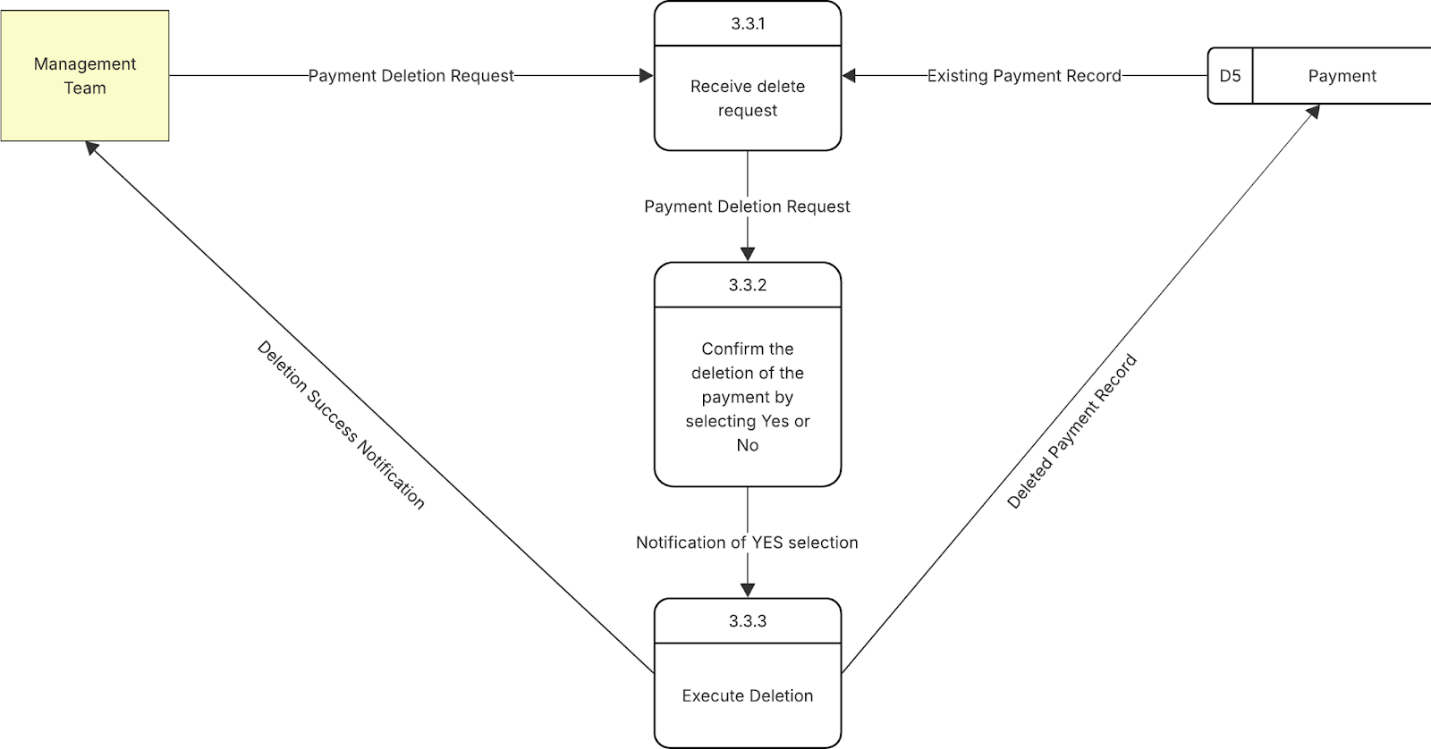 Management
Team
Payment Deletion Request
3.3.1
Receive delete
request
Existing Payment Record
D5
Payment
Payment Deletion Request
3.3.2
Confirm the
deletion of the
payment by
selecting Yes or
No
Deletion Success Notification
Deleted Payment Record
Notification of YES selection
3.3.3
Execute Deletion